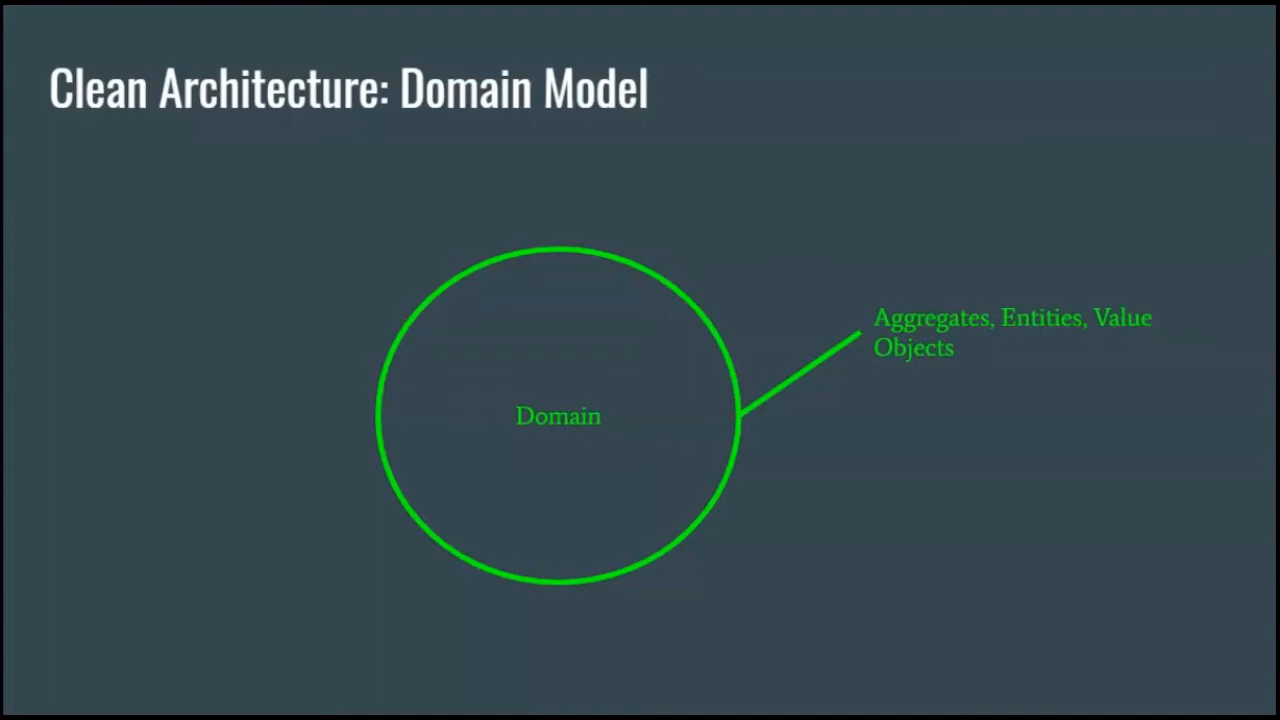 Clean Architecture: Domain Model
Aggregates, Entities, Value
Objects
Domain